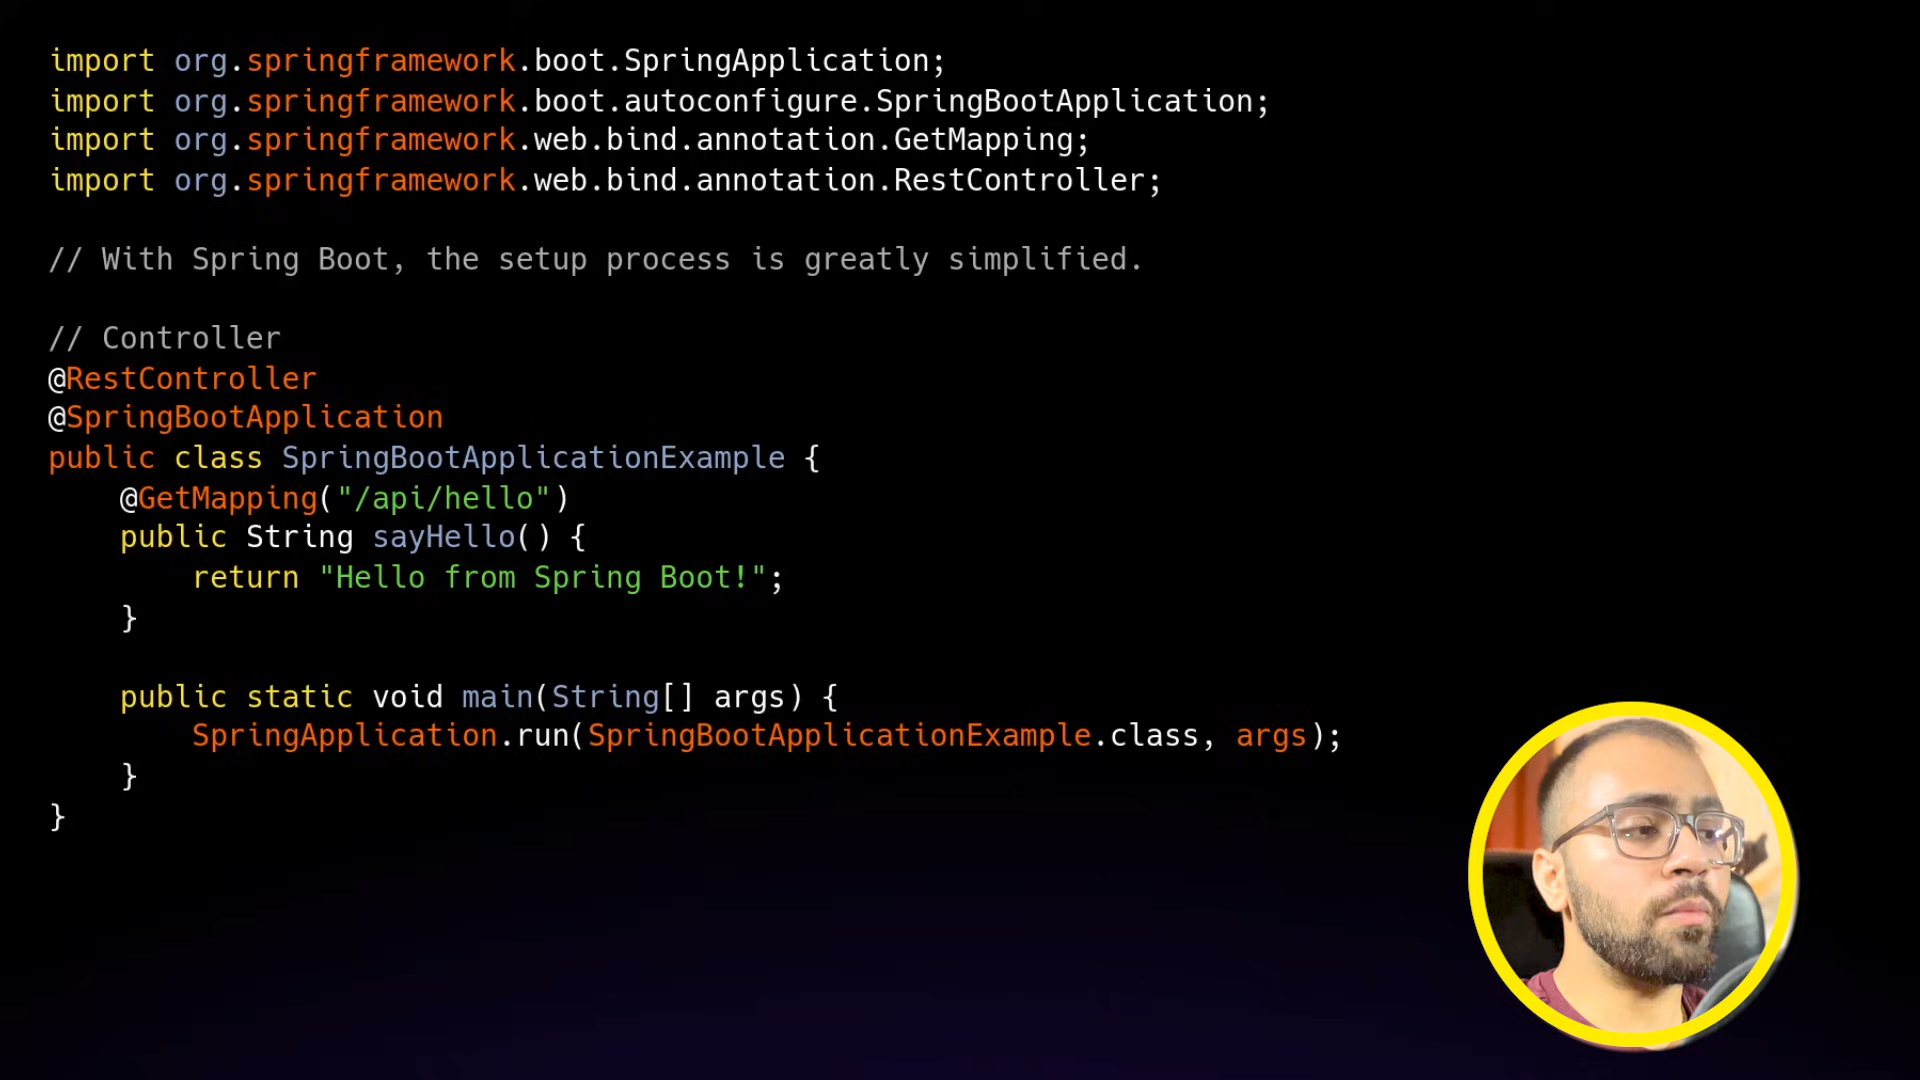 import org.springframework.boot.SpringApplication;
import org.springframework.boot.autoconfigure.SpringBootApplication;
import org.springframework.web.bind.annotation.GetMapping;
import org.springframework.web.bind.annotation.RestController;

// With Spring Boot, the setup process is greatly simplified.

// Controller
@RestController
@SpringBootApplication
public class SpringBootApplicationExample {
    @GetMapping("/api/hello")
    public String sayHello() {
        return "Hello from Spring Boot!";
    }

    public static void main(String[] args) {
        SpringApplication.run(SpringBootApplicationExample.class, args);
    }
}